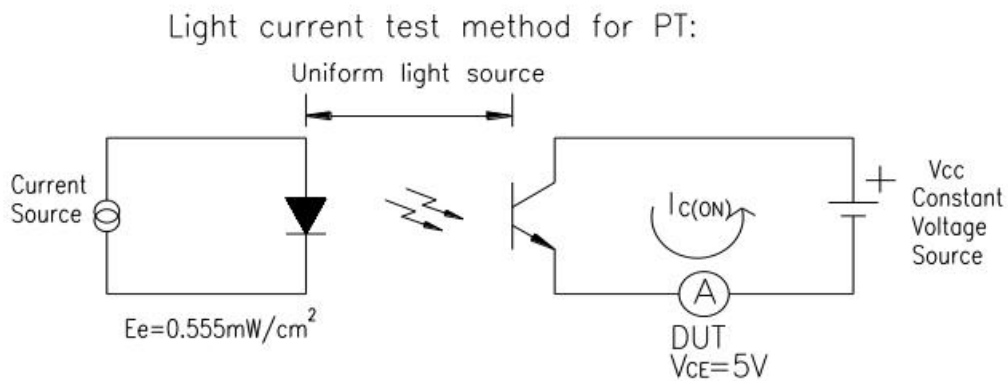 Light current test method for PT:
Uniform light source
Current
Source
IC(ON)
Vcc
Constant
Voltage
Source
+
A
Ee=0.555mW/cm²
DUT
VCE=5V